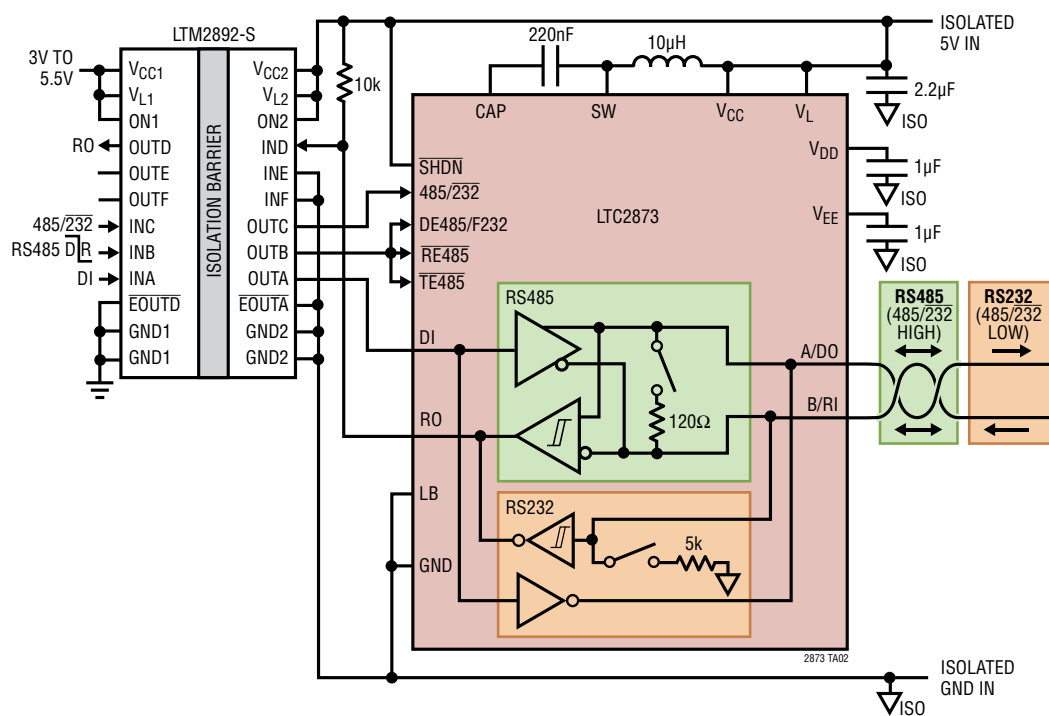 LTM2892-S
3V TO
5.5V
VCC1
VL1
ON1
OUTD
OUTE
OUTF
INC
INB
INA
EOUTD
GND1
GND1
RO
485/232
RS485 D R
DI
ISOLATION BARRIER
VCC2
VL2
ON2
IND
INE
INF
OUTC
OUTB
OUTA
EOUTA
GND2
GND2
10k
220nF
10µH
ISOLATED
5V IN
2.2µF
ISO
CAP
SW
VCC
VL
SHDN
485/232
DE485/F232
RE485
TE485
LTC2873
VDD
1µF
ISO
VEE
1µF
ISO
RS485
DI
RO
120Ω
A/DO
B/RI
RS485
(485/232
HIGH)
RS232
(485/232
LOW)
LB
GND
RS232
5k
2873 TA02
ISOLATED
GND IN
ISO